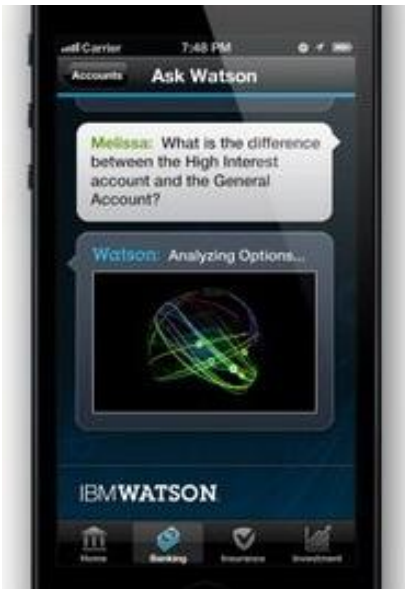 Carrier 7:48 PM
Accounts Ask Watson
Melissa: What is the difference
between the High Interest
account and the General
Account?
Watson: Analyzing Options...
IBMWATSON
Home Banking Insurance Investment